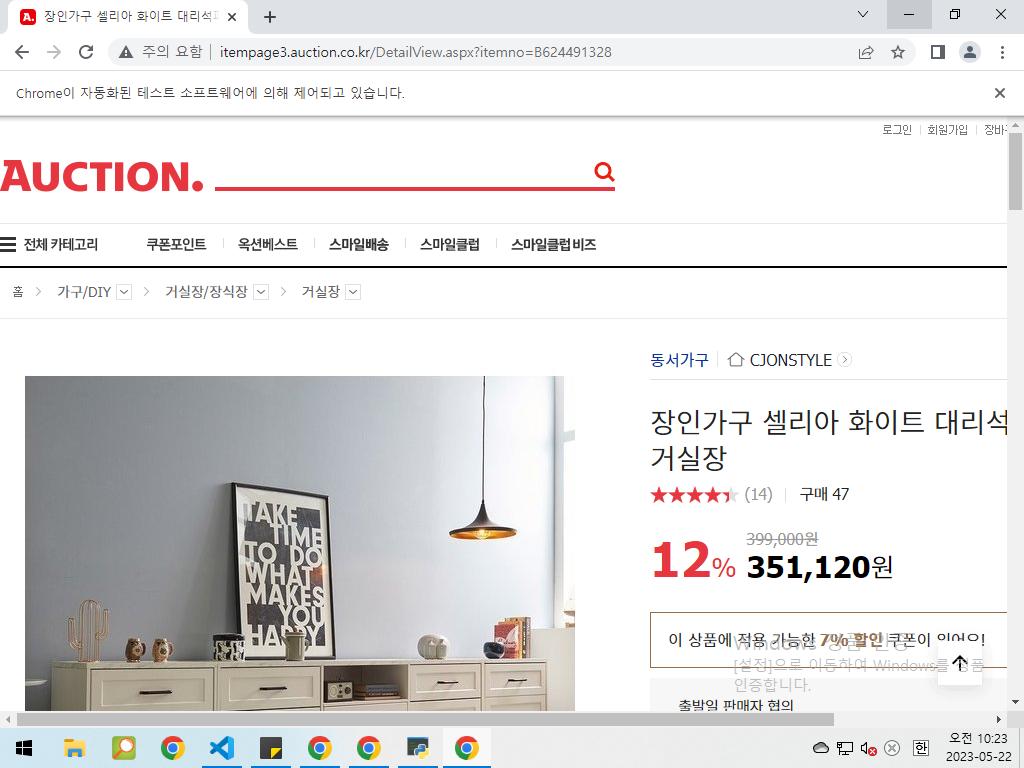 장인가구 셀리아 화이트 대리석
주의 요함
itempage3.auction.co.kr/DetailView.aspx?itemno=B624491328
Chrome이 자동화된 테스트 소프트웨어에 의해 제어되고 있습니다.
로그인 회원가입 장바
AUCTION.
전체 카테고리 쿠폰포인트 옥션베스트 스마일배송 스마일클럽 스마일클럽 비즈
홈 가구/DIY 거실장/장식장 거실장
동서가구 CJONSTYLE
장인가구 셀리아 화이트 대리석
거실장
(14) 구매 47
399,000원
12% 351,120원
이 상품에 적용 가능한 7% 할인 쿠폰이 있어요!
Windows 정품 인증
[설정]으로 이동하여 Windows를 정품
인증합니다.
출발일 판매자 협의
TAKE
TIME
TO DO
WHAT
MAKES
YOU
HAPPY
한
오전 10:23
2023-05-22